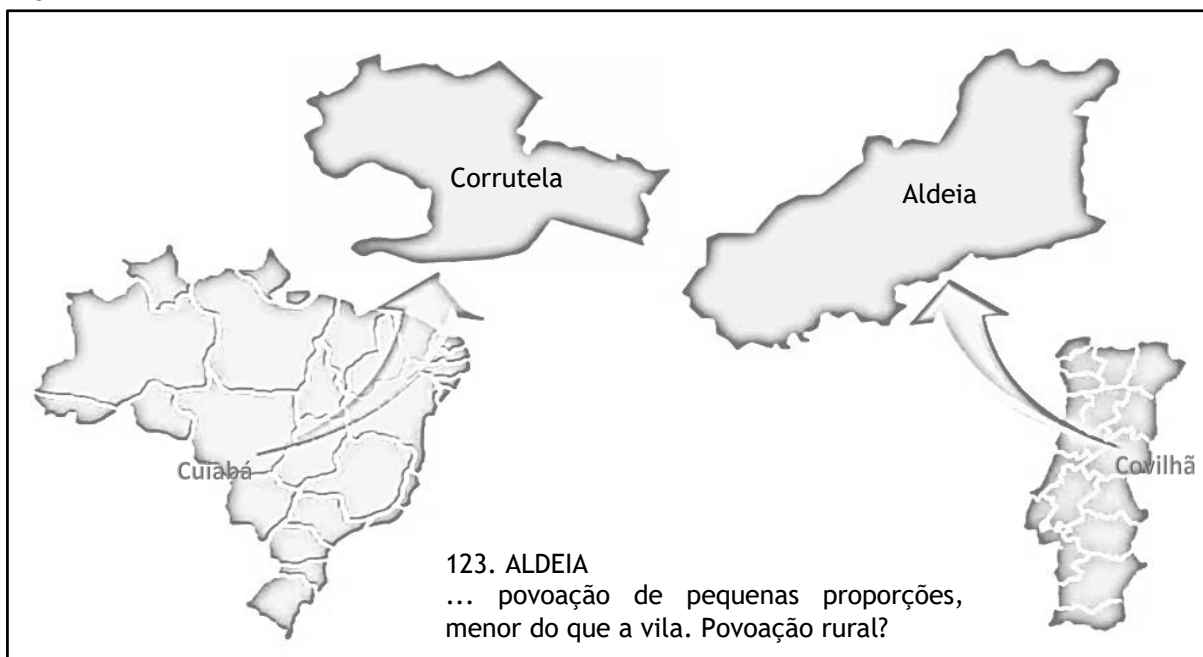 Corrutela
Aldeia
Cuiabá
Covilhã
123. ALDEIA
... povoação de pequenas proporções,
menor do que a vila. Povoação rural?